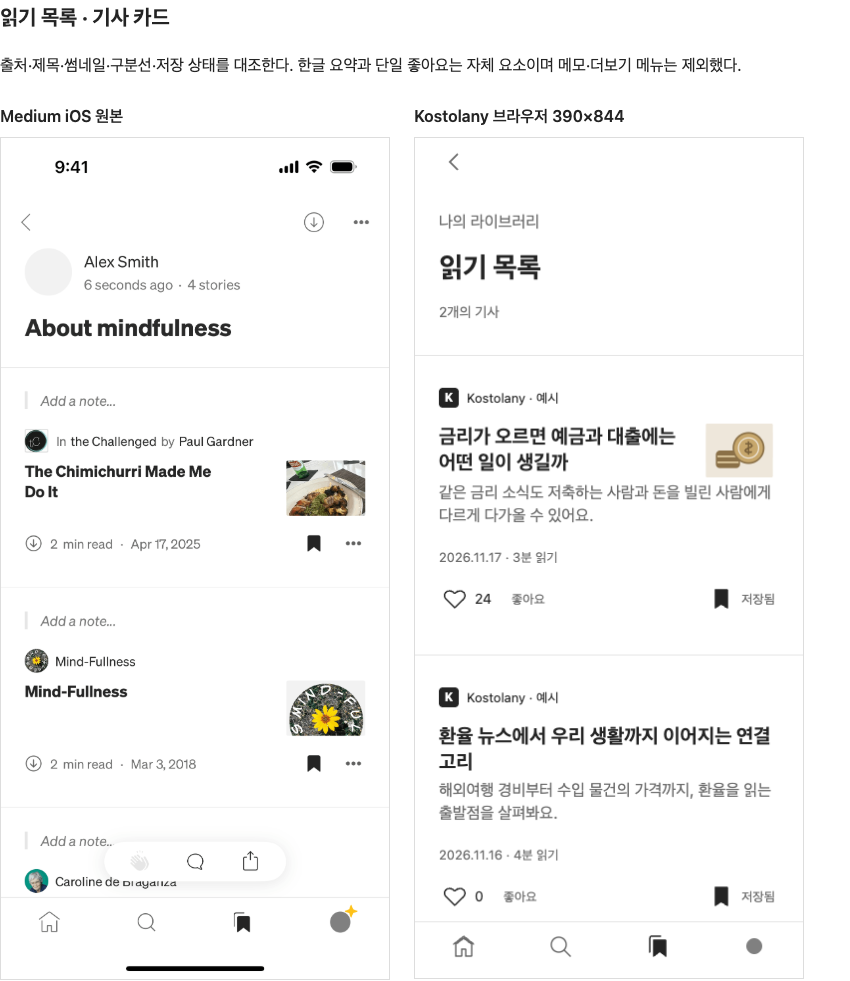 읽기 목록 · 기사 카드
출처·제목·썸네일·구분선·저장 상태를 대조한다. 한글 요약과 단일 좋아요는 자체 요소이며 메모·더보기 메뉴는 제외했다.
Medium iOS 원본
9:41
Alex Smith
6 seconds ago · 4 stories
About mindfulness
Add a note...
In the Challenged by Paul Gardner
The Chimichurri Made Me
Do It
2 min read · Apr 17, 2025
Add a note...
Mind-Fullness
Mind-Fullness
MIND-FUL
2 min read · Mar 3, 2018
Add a note..
Caroline de Braganza
Kostolany 브라우저 390×844
나의 라이브러리
읽기 목록
2개의 기사
K Kostolany · 예시
금리가 오르면 예금과 대출에는
어떤 일이 생길까
같은 금리 소식도 저축하는 사람과 돈을 빌린 사람에게
다르게 다가올 수 있어요.
2026.11.17 · 3분 읽기
24 좋아요 저장됨
K Kostolany · 예시
환율 뉴스에서 우리 생활까지 이어지는 연결
고리
해외여행 경비부터 수입 물건의 가격까지, 환율을 읽는
출발점을 살펴봐요.
2026.11.16 · 4분 읽기
0 좋아요 저장됨